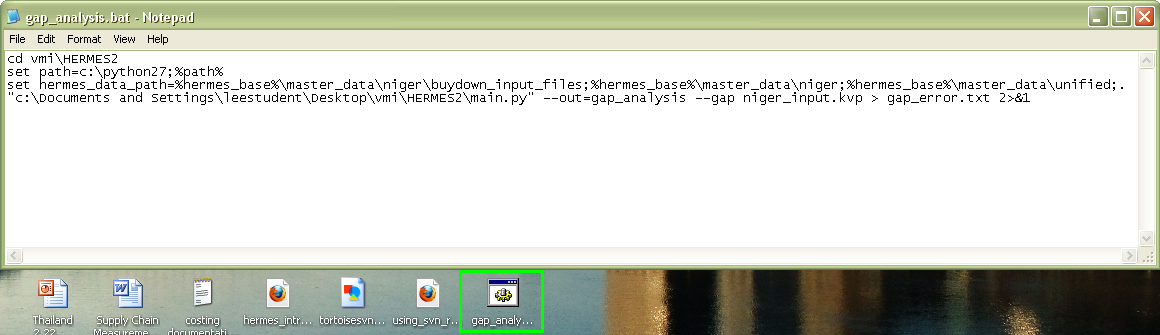 gap_analysis.bat - Notepad
File Edit Format View Help
cd vmi\HERMES2
set path=c:\python27;%path%
set hermes_data_path=%hermes_base%\master_data\niger\buydown_input_files;%hermes_base%\master_data\niger;%hermes_base%\master_data\unified;.
"c:\Documents and Settings\leestudent\Desktop\vmi\HERMES2\main.py" --out=gap_analysis --gap niger_input.kvp > gap_error.txt 2>&1
Thailand
2.22
Supply Chain
Measureme...
costing
documentati...
hermes_intr...
tortoisesvn...
using_svn_r...
gap_analy...